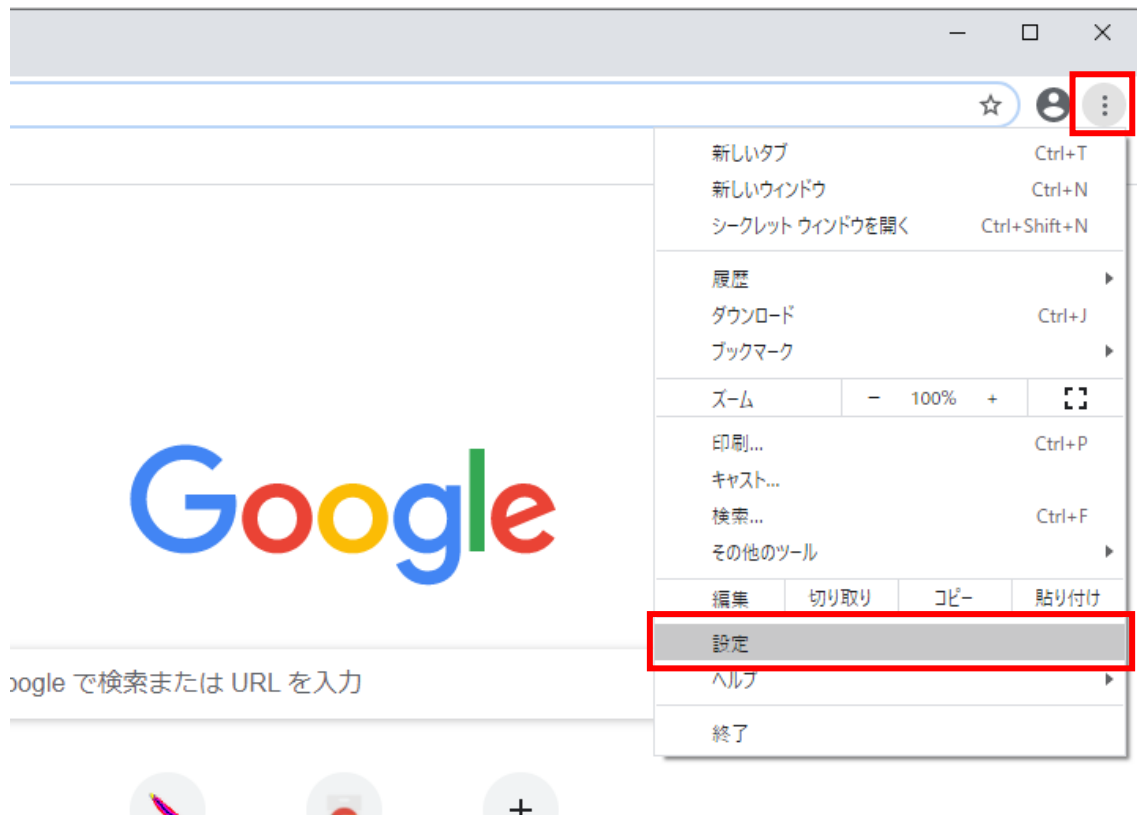 新しいタブ Ctrl+T
新しいウィンドウ Ctrl+N
シークレット ウィンドウを開く Ctrl+Shift+N
履歴
ダウンロード Ctrl+J
ブックマーク
ズーム − 100% +
印刷... Ctrl+P
キャスト...
検索... Ctrl+F
その他のツール
編集 切り取り コピー 貼り付け
設定
ヘルプ
終了
Google
oogle で検索または URL を入力